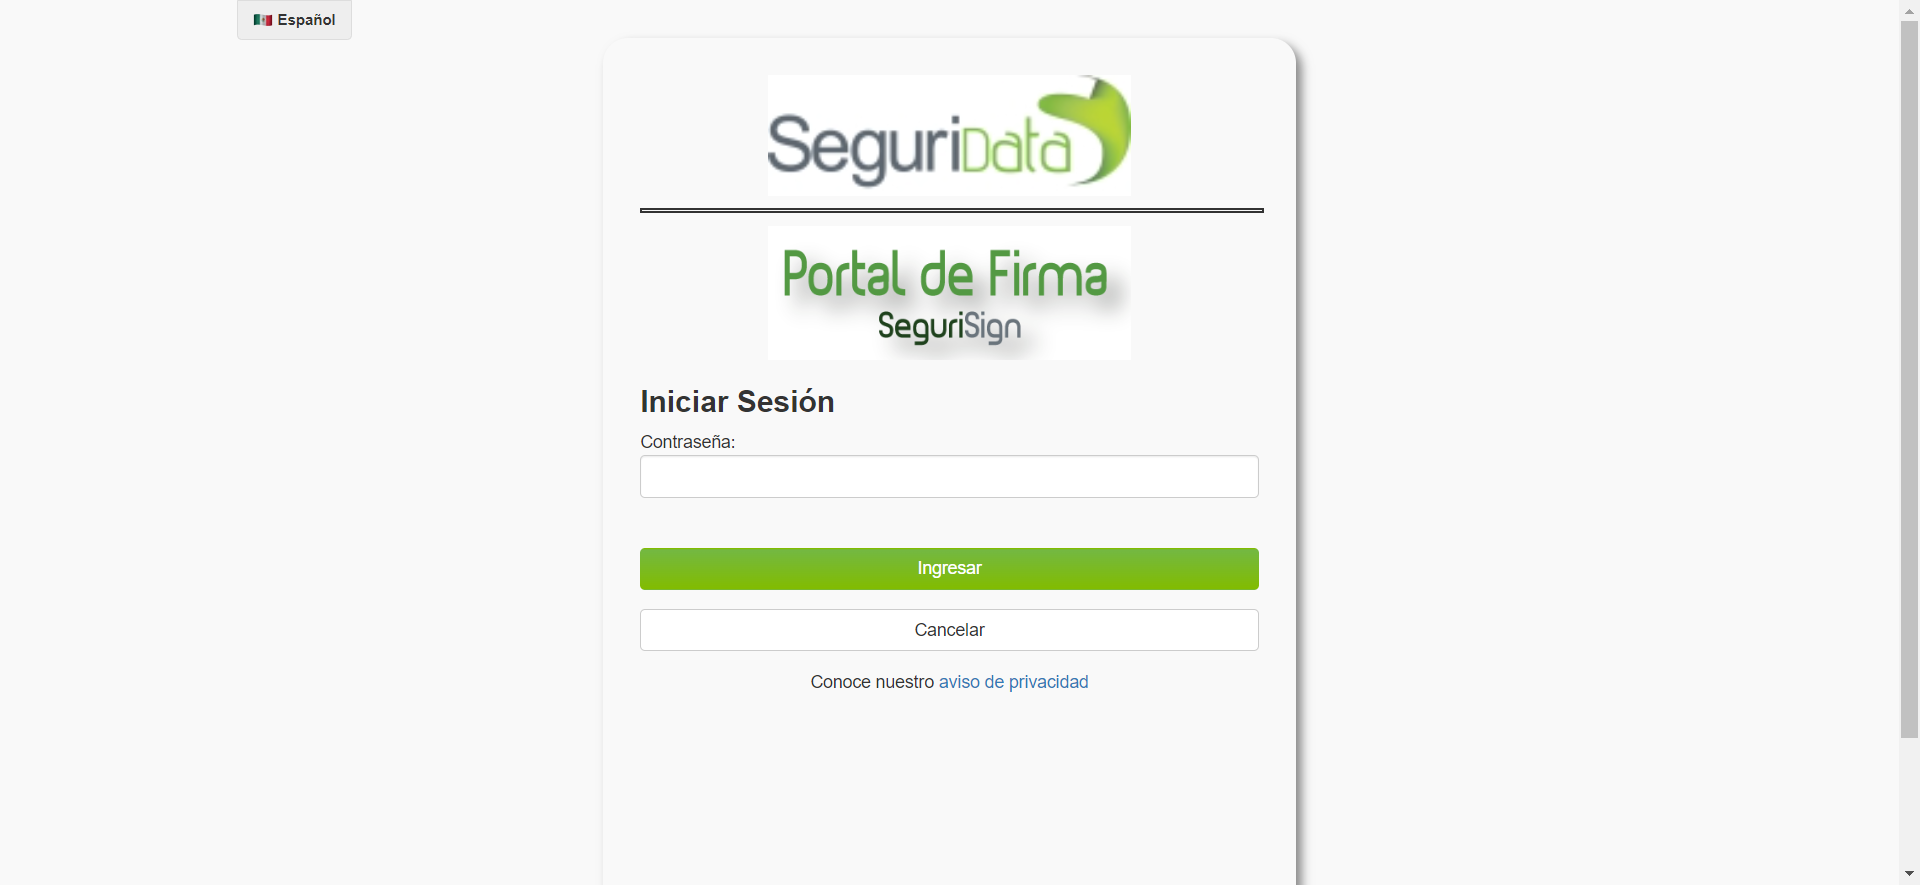 Español
SeguriData
Portal de Firma
SeguriSign
Iniciar Sesión
Contraseña:
Ingresar
Cancelar
Conoce nuestro aviso de privacidad